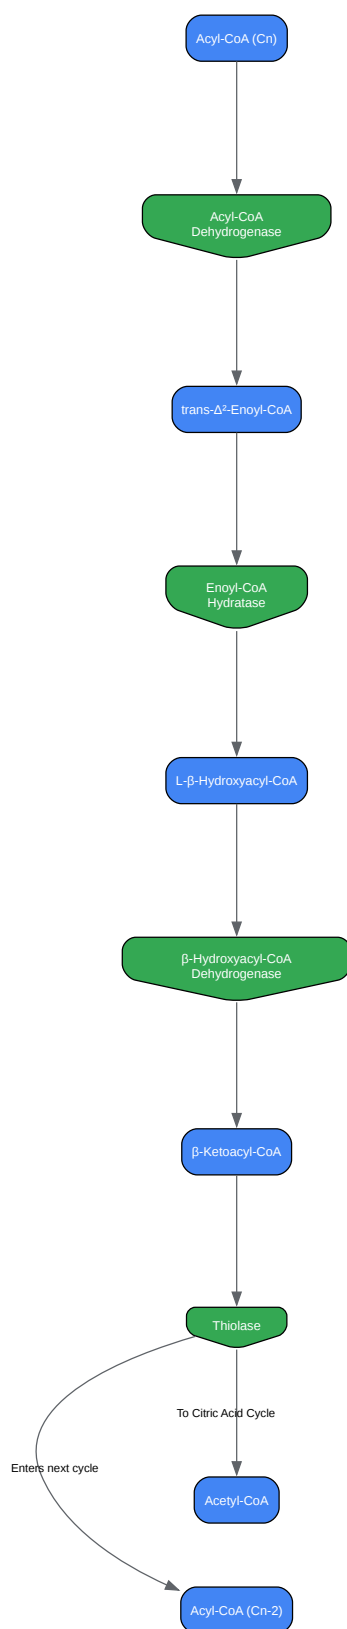 Acyl-CoA (Cn)
Acyl-CoA
Dehydrogenase
trans-Δ²-Enoyl-CoA
Enoyl-CoA
Hydratase
L-β-Hydroxyacyl-CoA
β-Hydroxyacyl-CoA
Dehydrogenase
β-Ketoacyl-CoA
Thiolase
To Citric Acid Cycle
Enters next cycle
Acetyl-CoA
Acyl-CoA (Cn-2)